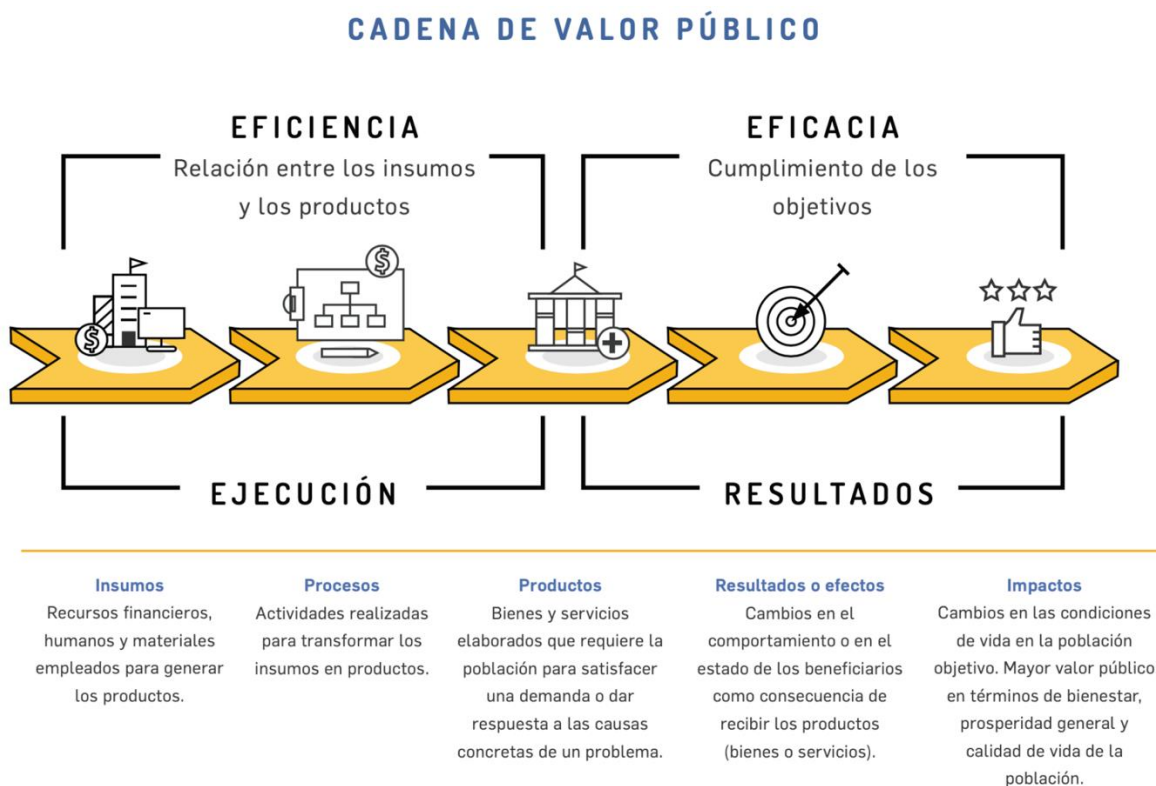 CADENA DE VALOR PÚBLICO
EFICIENCIA
Relación entre los insumos
y los productos
EFICACIA
Cumplimiento de los
objetivos
$
$
EJECUCIÓN
RESULTADOS
Insumos
Recursos financieros,
humanos y materiales
empleados para generar
los productos.
Procesos
Actividades realizadas
para transformar los
insumos en productos.
Productos
Bienes y servicios
elaborados que requiere la
población para satisfacer
una demanda o dar
respuesta a las causas
concretas de un problema.
Resultados o efectos
Cambios en el
comportamiento o en el
estado de los beneficiarios
como consecuencia de
recibir los productos
(bienes o servicios).
Impactos
Cambios en las condiciones
de vida en la población
objetivo. Mayor valor público
en términos de bienestar,
prosperidad general y
calidad de vida de la
población.